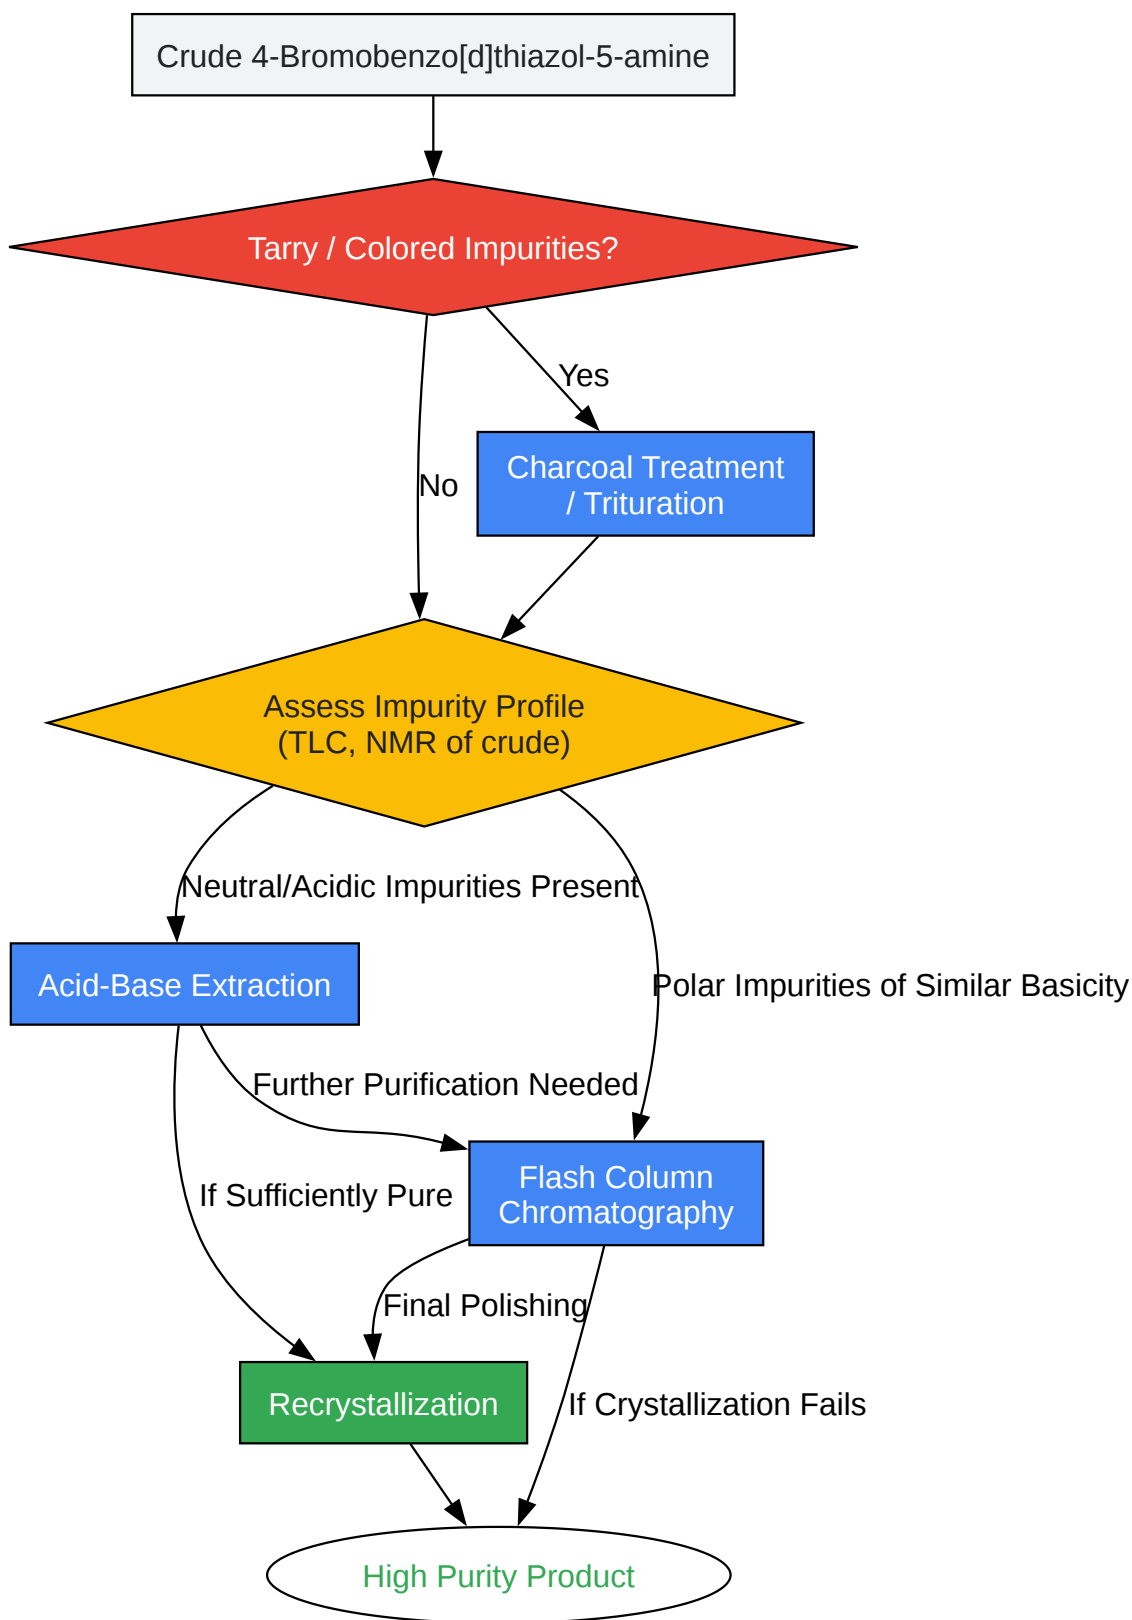 Crude 4-Bromobenzo[d]thiazol-5-amine
Tarry / Colored Impurities?
Yes
Charcoal Treatment
/ Trituration
No
Assess Impurity Profile
(TLC, NMR of crude)
Neutral/Acidic Impurities Present
Acid-Base Extraction
Polar Impurities of Similar Basicity
Further Purification Needed
Flash Column
Chromatography
If Sufficiently Pure
Final Polishing
Recrystallization
If Crystallization Fails
High Purity Product